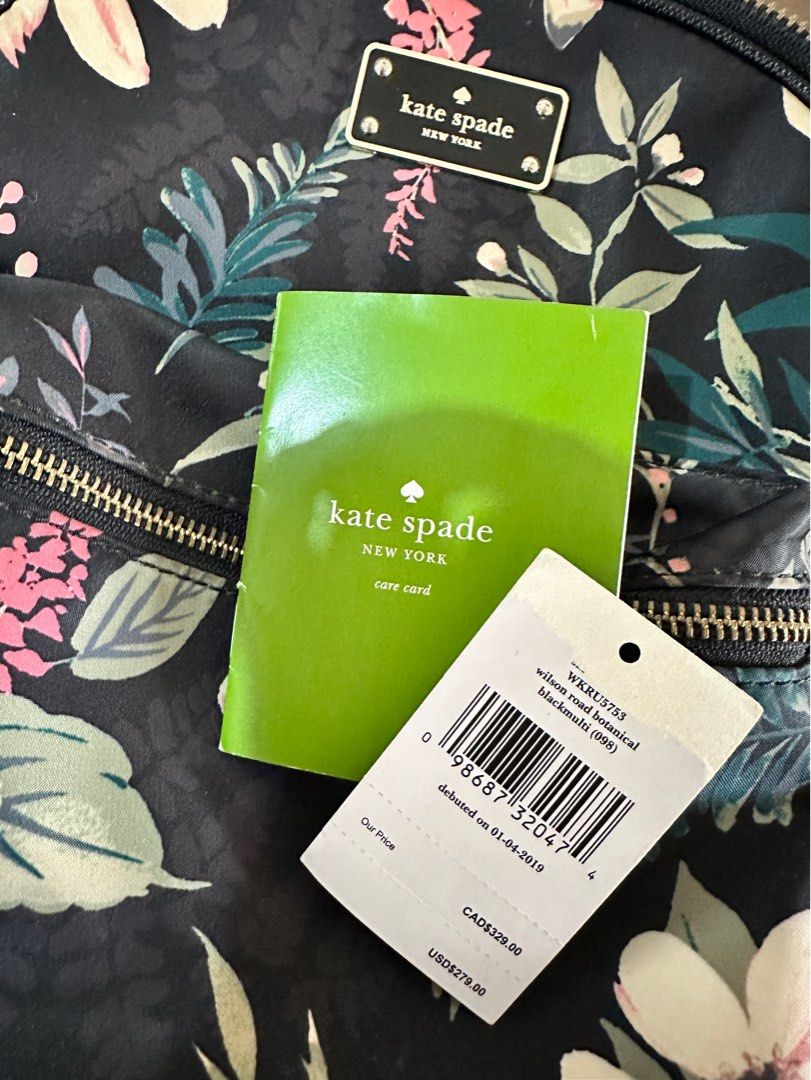 kate spade
NEW YORK
kate spade
NEW YORK
care card
WKRU5753
wilson road botanical
blackmulti (098)
0 98687 32047 4
debuted on 01-04-2019
Our Price
CAD$329.00
USD$279.00